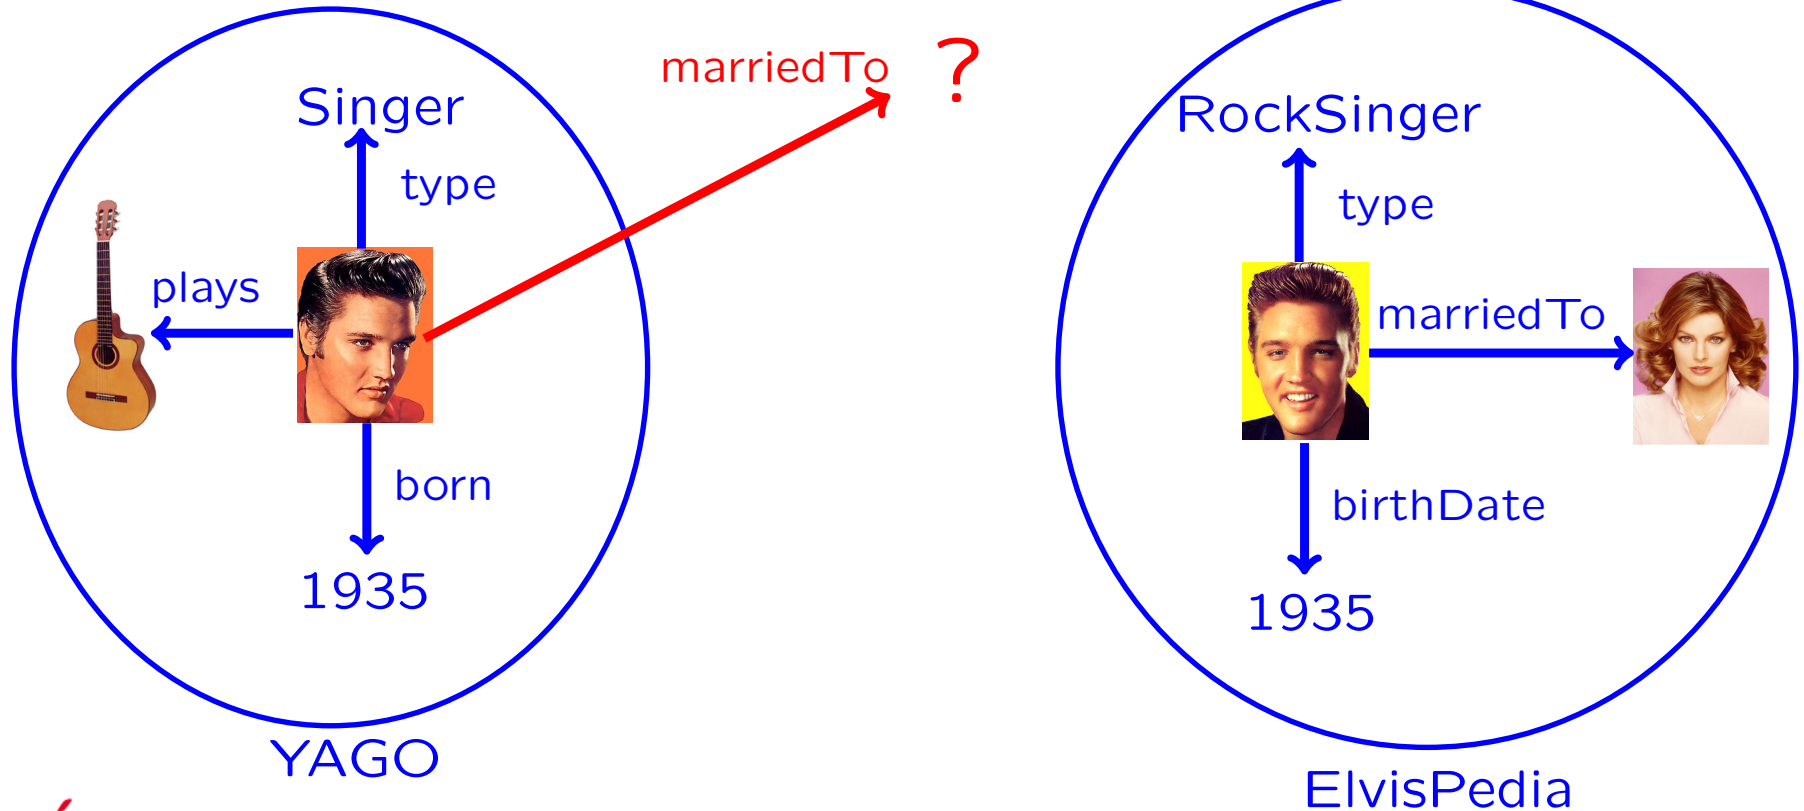 marriedTo ?
Singer
type
plays
born
1935
YAGO
RockSinger
type
marriedTo
birthDate
1935
ElvisPedia